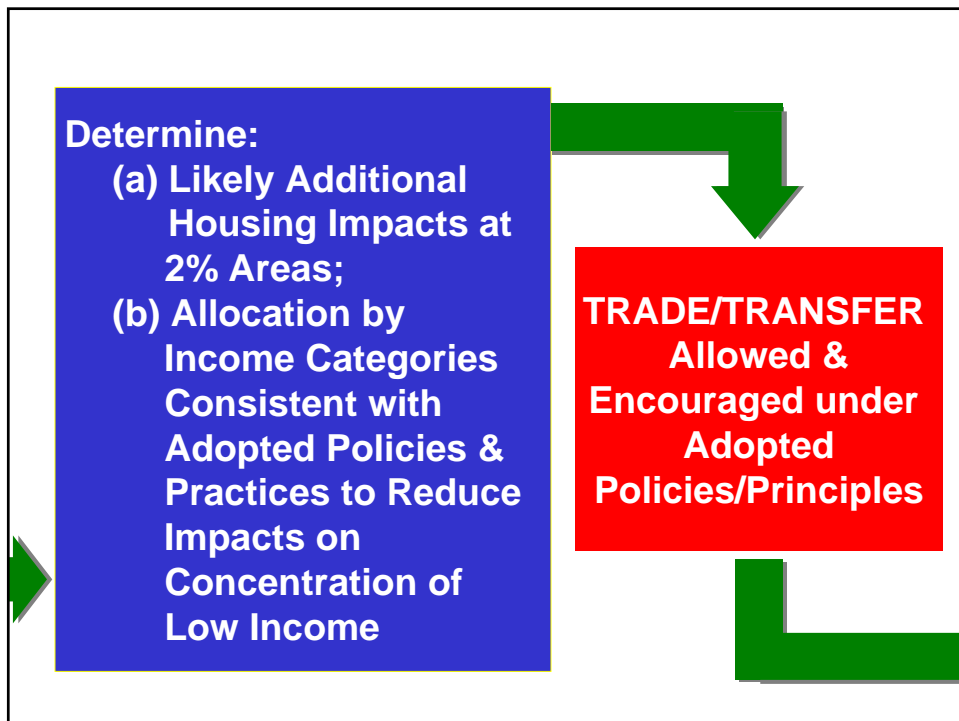 Determine:
(a) Likely Additional
Housing Impacts at
2% Areas;
(b) Allocation by
Income Categories
Consistent with
Adopted Policies &
Practices to Reduce
Impacts on
Concentration of
Low Income
TRADE/TRANSFER
Allowed &
Encouraged under
Adopted
Policies/Principles